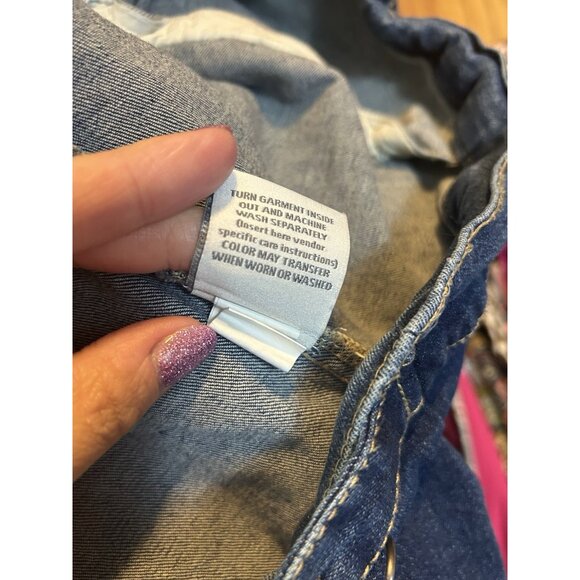 TURN GARMENT INSIDE
OUT AND MACHINE
WASH SEPARATELY
(Insert here vendor
specific care instructions)
COLOR MAY TRANSFER
WHEN WORN OR WASHED